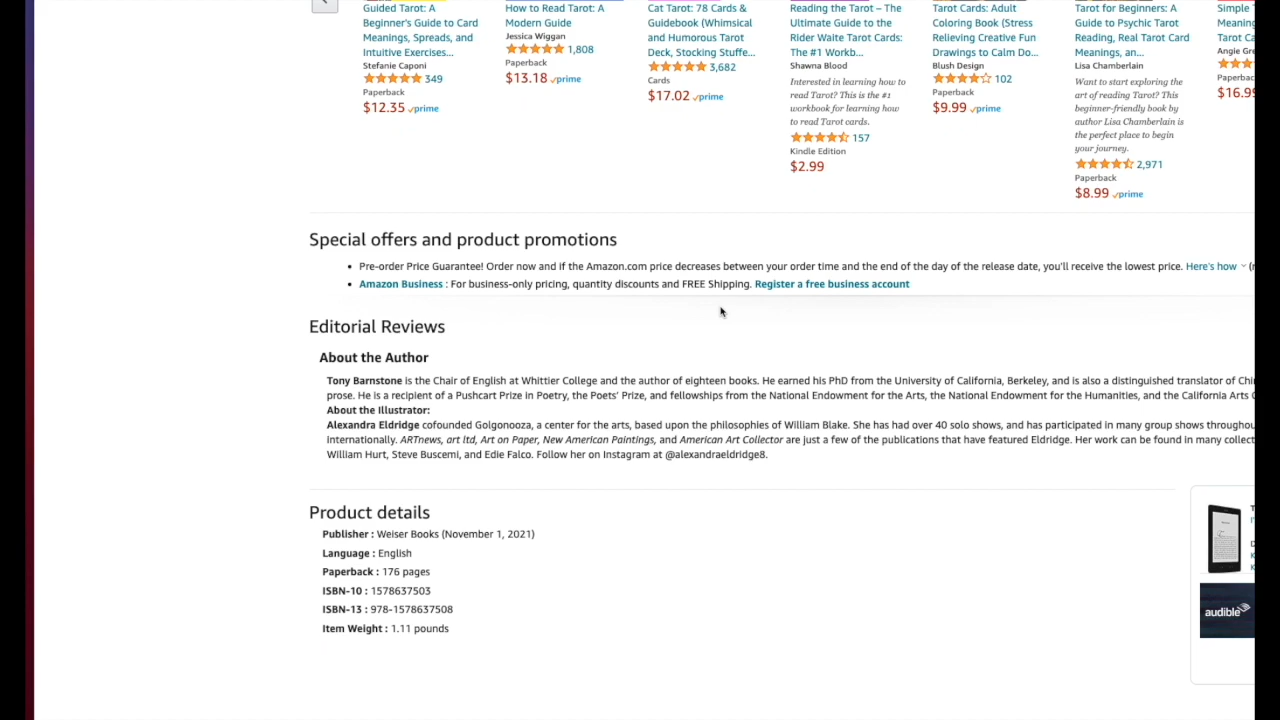 Guided Tarot: A
Beginner's Guide to Card
Meanings, Spreads, and
Intuitive Exercises...
Stefanie Caponi
349
Paperback
$12.35 prime
How to Read Tarot: A
Modern Guide
Jessica Wiggan
1,808
Paperback
$13.18 prime
Cat Tarot: 78 Cards &
Guidebook (Whimsical
and Humorous Tarot
Deck, Stocking Stuffe...
3,682
Cards
$17.02 prime
Reading the Tarot – The
Ultimate Guide to the
Rider Waite Tarot Cards:
The #1 Workb...
Shawna Blood
Interested in learning how to
read Tarot? This is the #1
workbook for learning how
to read Tarot cards.
157
Kindle Edition
$2.99
Tarot Cards: Adult
Coloring Book (Stress
Relieving Creative Fun
Drawings to Calm Do...
Blush Design
102
Paperback
$9.99 prime
Tarot for Beginners: A
Guide to Psychic Tarot
Reading, Real Tarot Card
Meanings, an...
Lisa Chamberlain
Want to start exploring the
art of reading Tarot? This
beginner-friendly book by
author Lisa Chamberlain is
the perfect place to begin
your journey.
2,971
Paperback
$8.99 prime
Simple
Meaning
Tarot C
Angie Gre
Paperbac
$16.99
Special offers and product promotions
• Pre-order Price Guarantee! Order now and if the Amazon.com price decreases between your order time and the end of the day of the release date, you'll receive the lowest price. Here's how (r
• Amazon Business : For business-only pricing, quantity discounts and FREE Shipping. Register a free business account
Editorial Reviews
About the Author
Tony Barnstone is the Chair of English at Whittier College and the author of eighteen books. He earned his PhD from the University of California, Berkeley, and is also a distinguished translator of Chi
prose. He is a recipient of a Pushcart Prize in Poetry, the Poets' Prize, and fellowships from the National Endowment for the Arts, the National Endowment for the Humanities, and the California Arts C
About the Illustrator:
Alexandra Eldridge cofounded Golgonooza, a center for the arts, based upon the philosophies of William Blake. She has had over 40 solo shows, and has participated in many group shows throughou
Internationally. ARTnews, art ltd, Art on Paper, New American Paintings, and American Art Collector are just a few of the publications that have featured Eldridge. Her work can be found in many collect
William Hurt, Steve Buscemi, and Edie Falco. Follow her on Instagram at @alexandraeldridge8.
Product details
Publisher : Weiser Books (November 1, 2021)
Language : English
Paperback : 176 pages
ISBN-10 : 1578637503
ISBN-13 : 978-1578637508
Item Weight : 1.11 pounds
audible